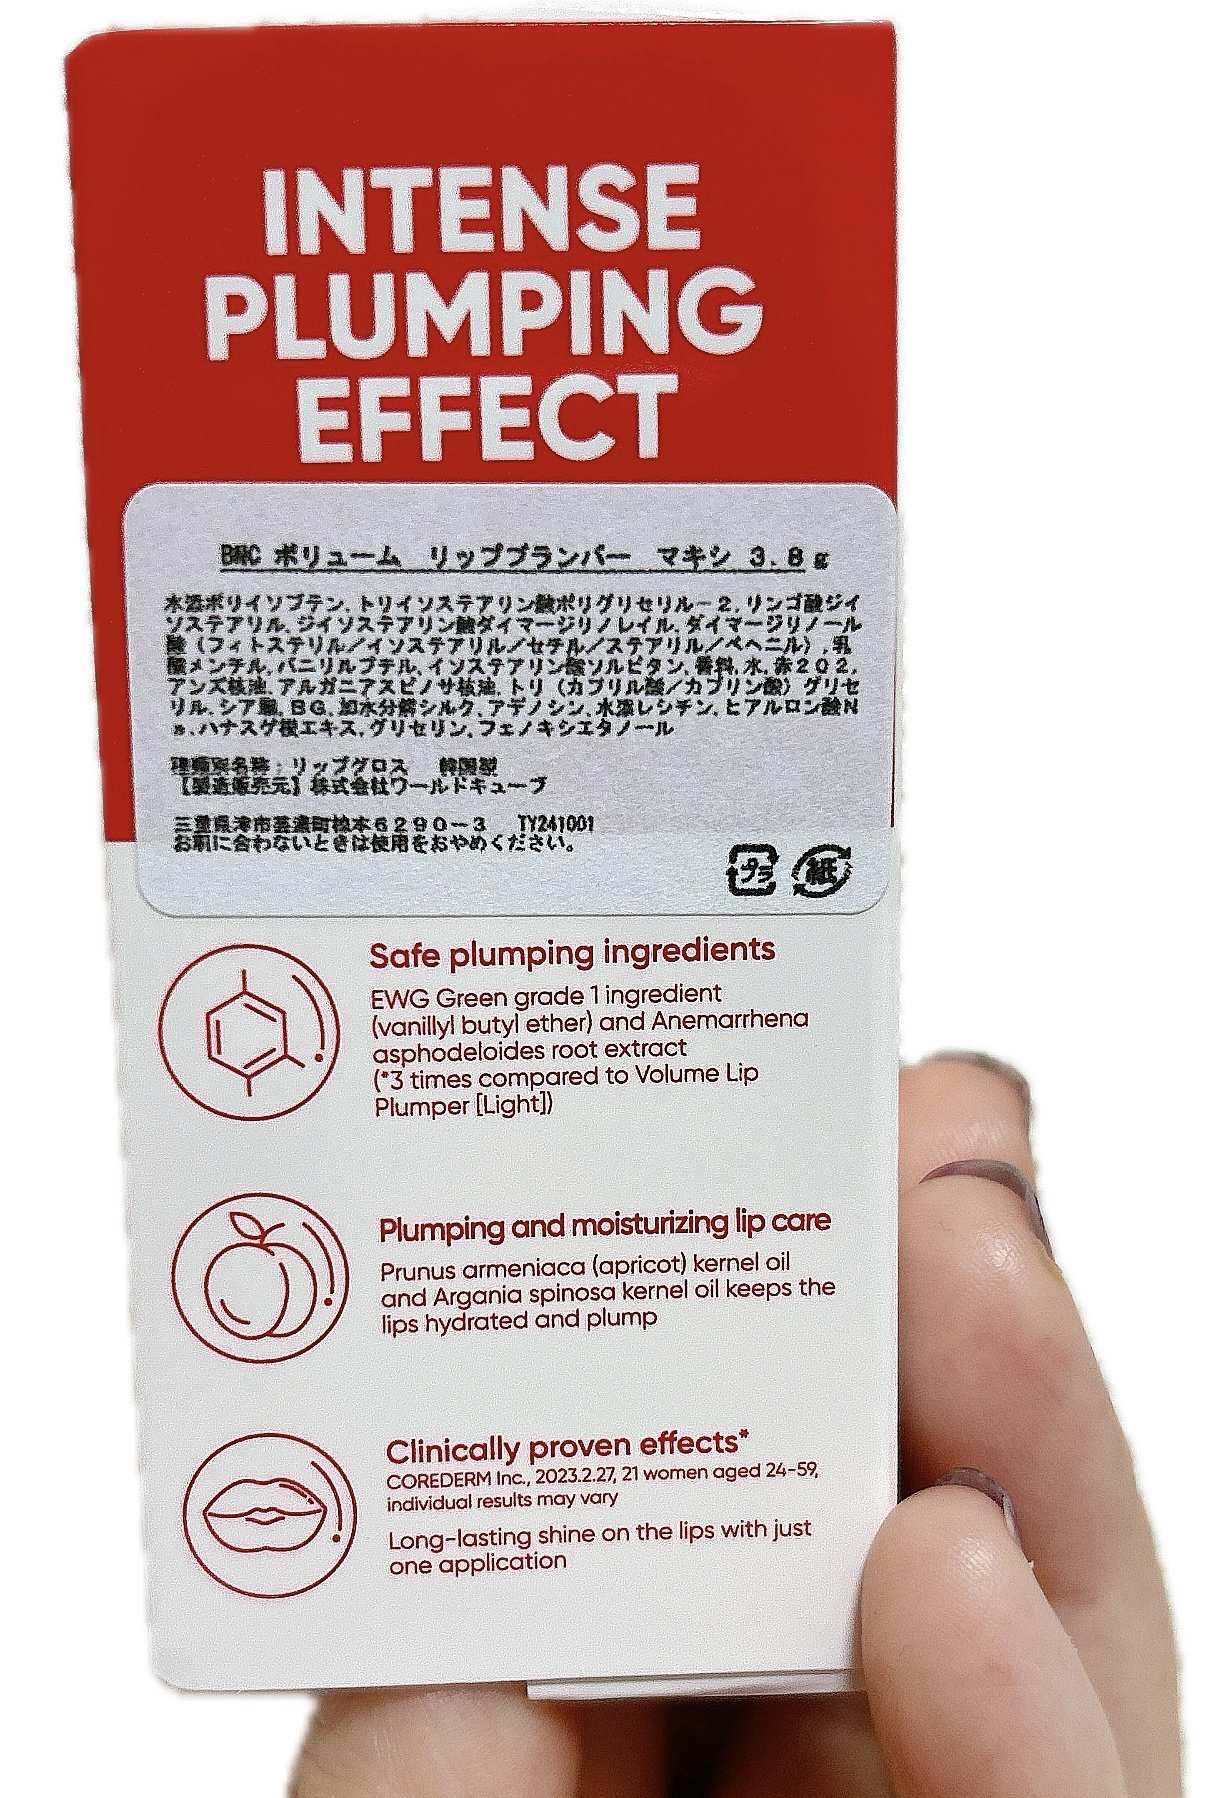 INTENSE
PLUMPING
EFFECT
BNC ボリューム リッププランパー マキシ 3.8g
水添ポリイソブテン,トリイソステアリン酸ポリグリセリル-2,リンゴ酸ジイ
ソステアリル,ジイソステアリン酸ダイマージリノレイル,ダイマージリノール
酸(フィトステリル/イソステアリル/セチル/ステアリル/ベヘニル),乳
酸メンチル,バニリルブチル,イソステアリン酸ソルビタン,香料,水,赤202,
アンズ核油,アルガニアスピノサ核油,トリ(カプリル酸/カプリン酸)グリセ
リル,シア脂,BG,加水分解シルク,アデノシン,水添レシチン,ヒアルロン酸N
a,ハナスゲ根エキス,グリセリン,フェノキシエタノール
種類別名称:リップグロス 韓国製
【製造販売元】株式会社ワールドキューブ
三重県津市芸濃町椋本6290-3 TY241001
お肌に合わないときは使用をおやめください。
プラ 紙
Safe plumping ingredients
EWG Green grade 1 ingredient
(vanillyl butyl ether) and Anemarrhena
asphodeloides root extract
(*3 times compared to Volume Lip
Plumper [Light])
Plumping and moisturizing lip care
Prunus armeniaca (apricot) kernel oil
and Argania spinosa kernel oil keeps the
lips hydrated and plump
Clinically proven effects*
COREDERM Inc., 2023.2.27, 21 women aged 24-59,
individual results may vary
Long-lasting shine on the lips with just
one application